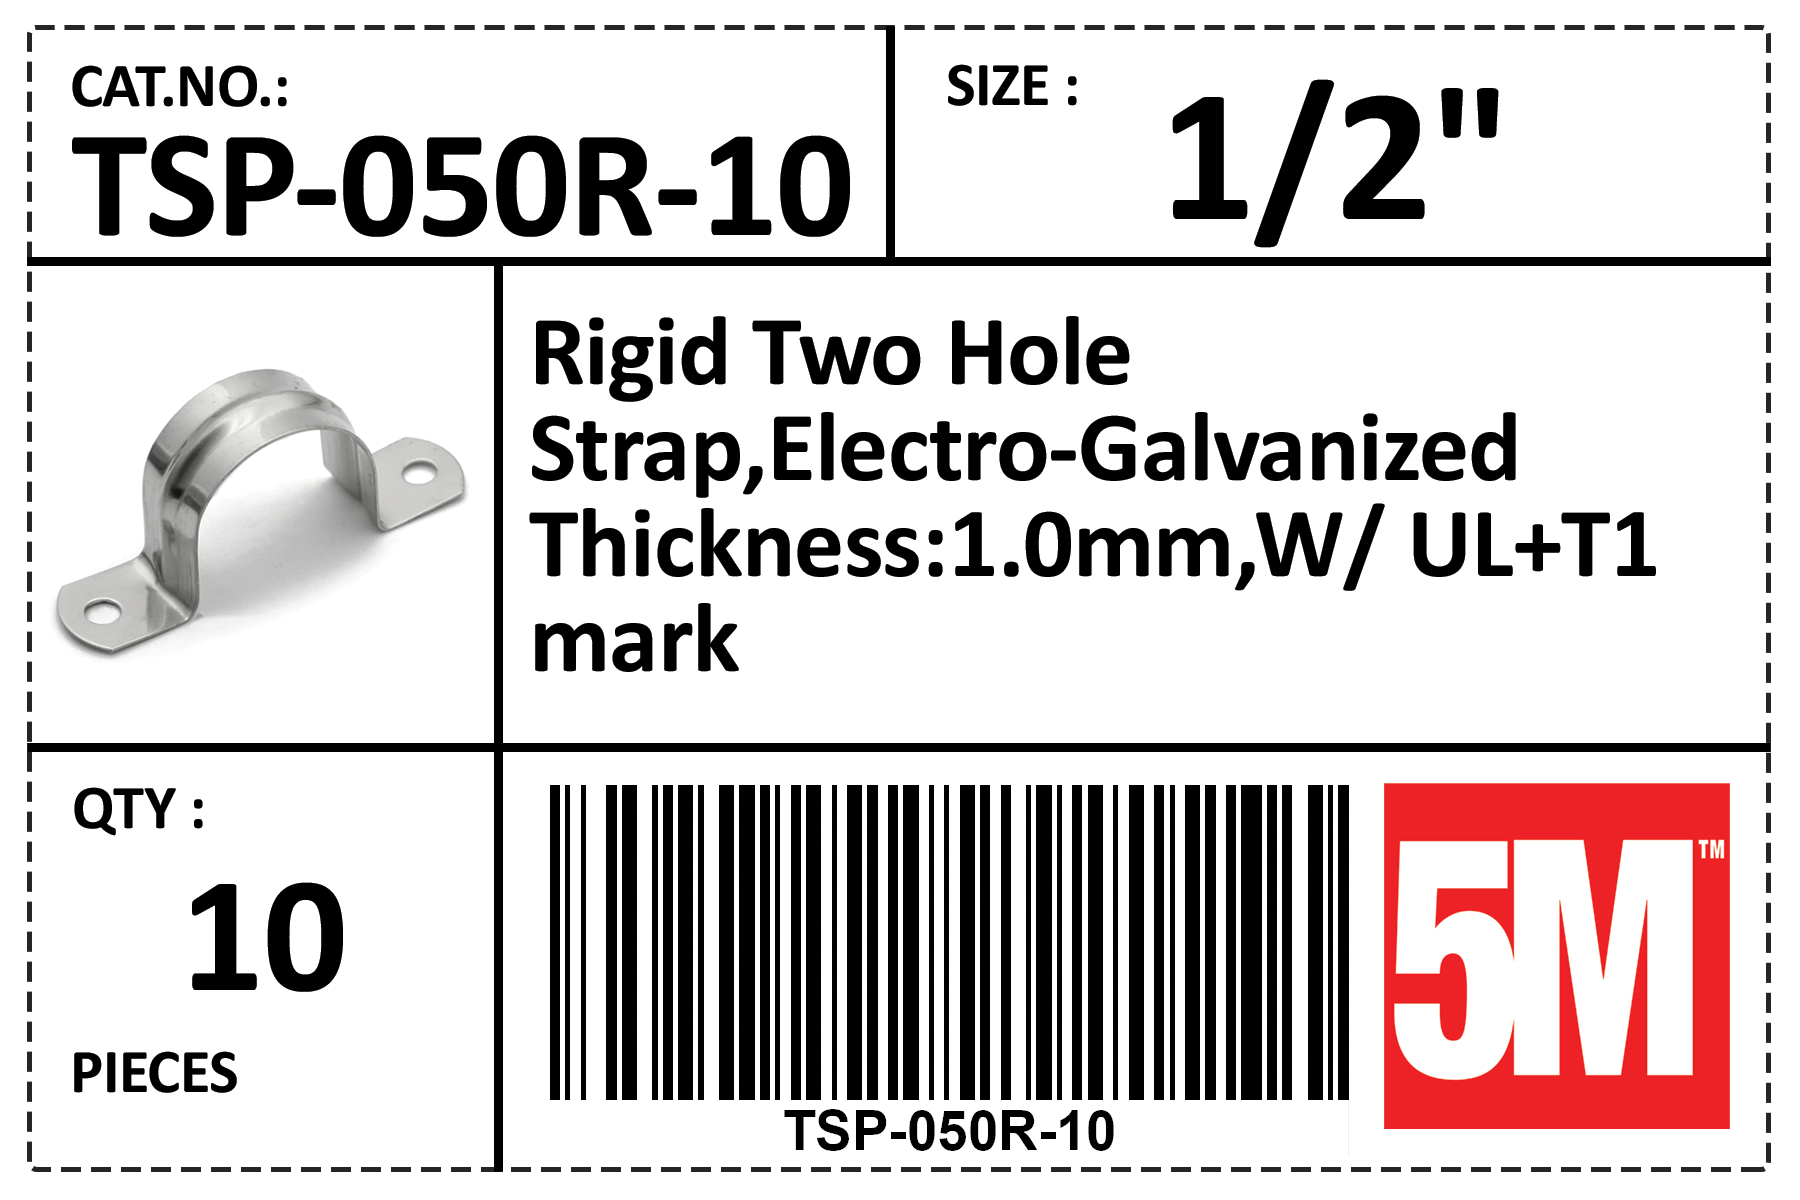 CAT.NO.:
TSP-050R-10
SIZE :
1/2"
Rigid Two Hole
Strap,Electro-Galvanized
Thickness:1.0mm,W/ UL+T1
mark
QTY :
10
PIECES
TSP-050R-10
5M™